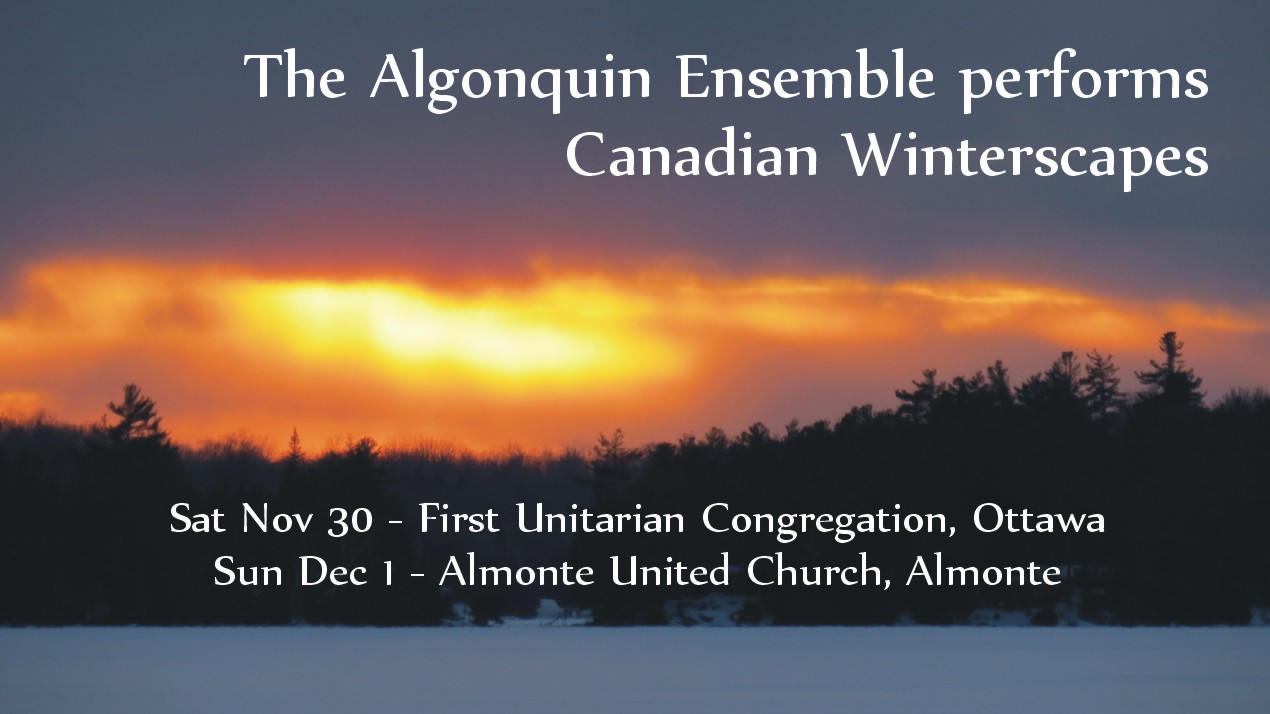 The Algonquin Ensemble performs
Canadian Winterscapes
Sat Nov 30 - First Unitarian Congregation, Ottawa
Sun Dec 1 - Almonte United Church, Almonte